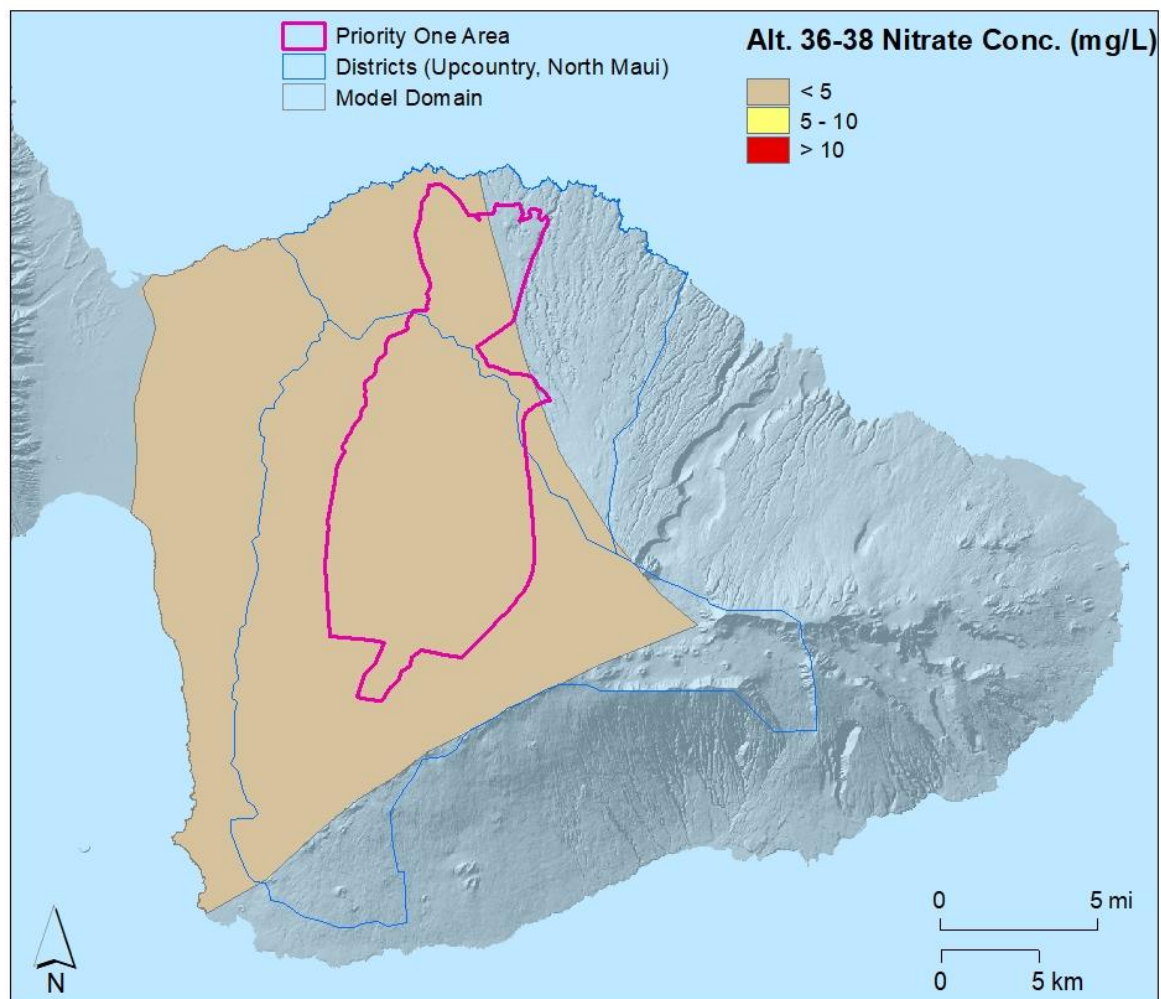 Priority One Area
Districts (Upcountry, North Maui)
Model Domain
Alt. 36-38 Nitrate Conc. (mg/L)
< 5
5 - 10
> 10
0 5 mi
0 5 km
N